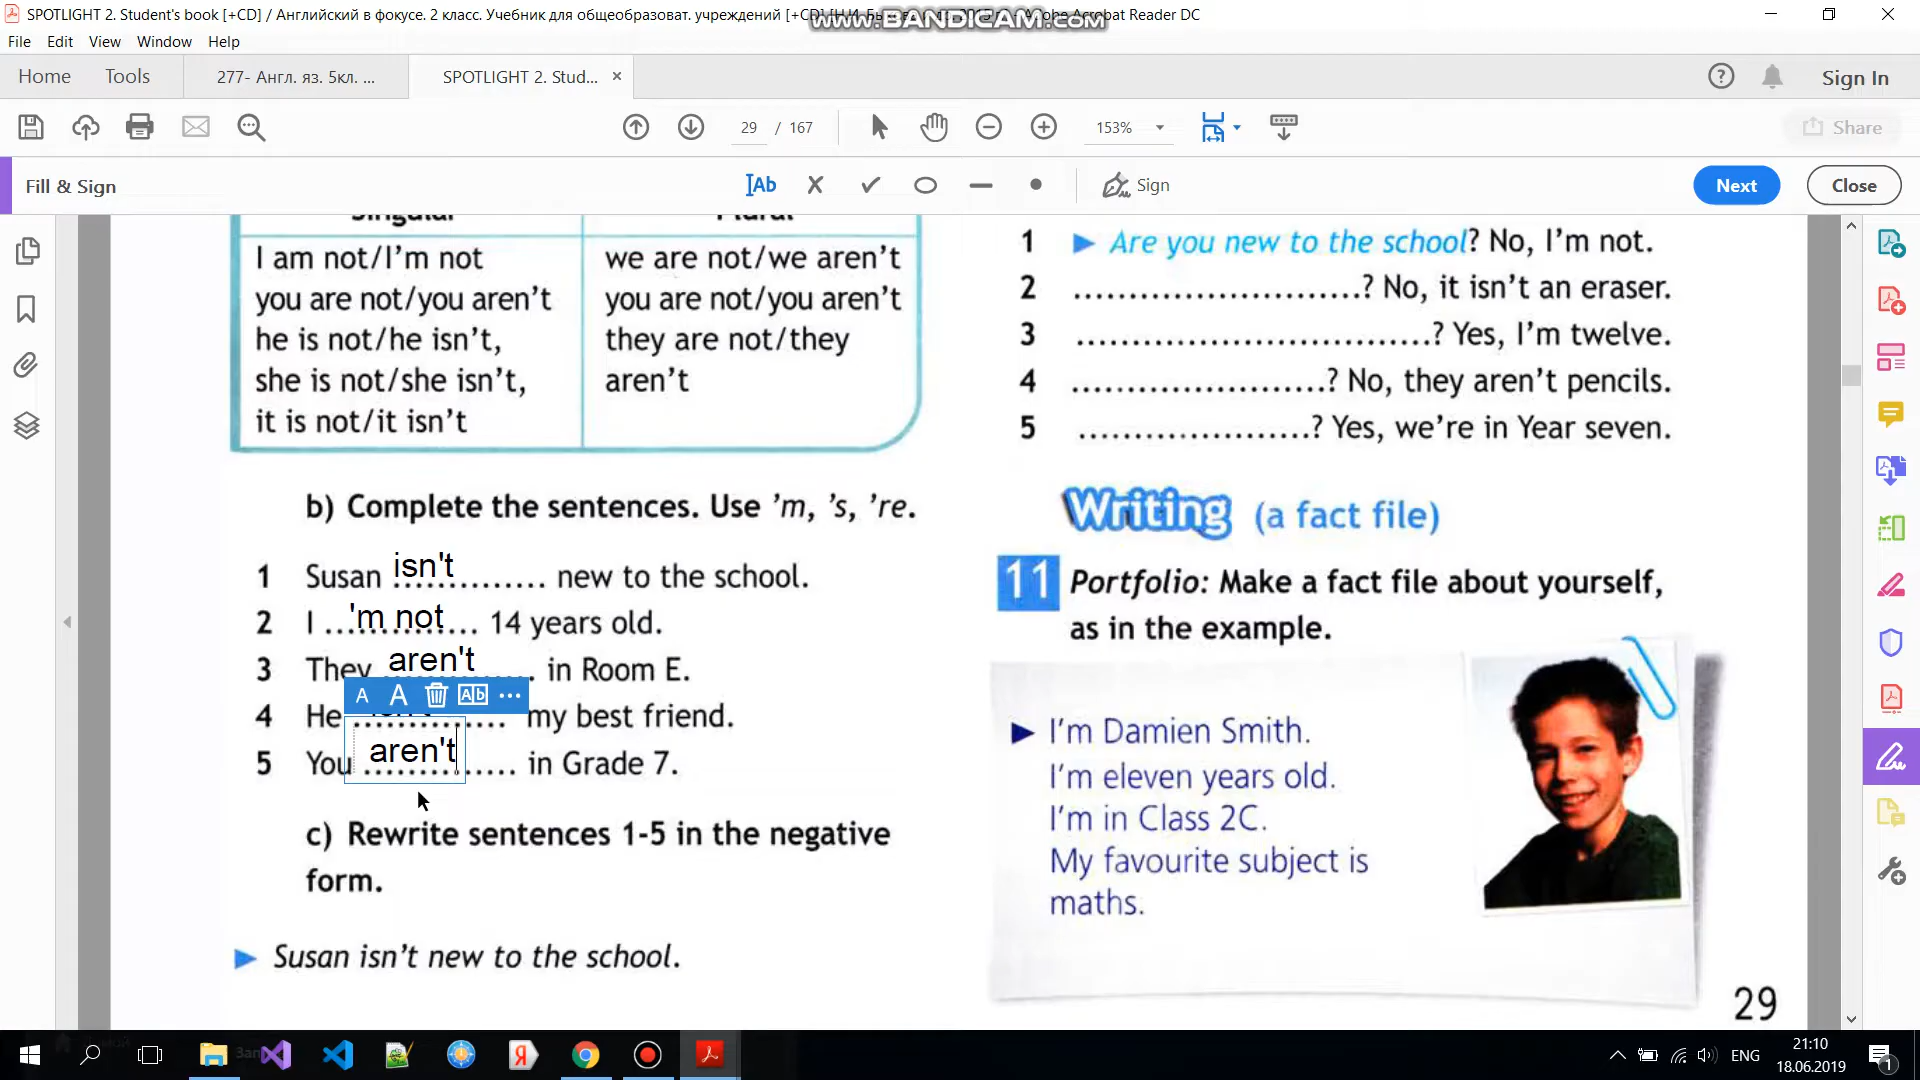 SPOTLIGHT 2. Student's book [+CD] / Английский в фокусе. 2 класс. Учебник для общеобразоват. учреждений [+CD]
Adobe Acrobat Reader DC
WWW.BANDICAM.COM
File Edit View Window Help
Home Tools 277- Англ. яз. 5кл. ... SPOTLIGHT 2. Stud... Sign In
29 / 167 153% Share
Fill & Sign Ab Sign Next Close
Singular Plural
I am not/I'm not
you are not/you aren't
he is not/he isn't,
she is not/she isn't,
it is not/it isn't
we are not/we aren't
you are not/you aren't
they are not/they
aren't
b) Complete the sentences. Use 'm, 's, 're.
1 Susan isn't .............. new to the school.
2 I ... 'm not ... 14 years old.
3 They aren't ............. in Room E.
4 He .............. my best friend.
A A Ab ...
5 You aren't .............. in Grade 7.
c) Rewrite sentences 1-5 in the negative
form.
Susan isn't new to the school.
1 Are you new to the school? No, I'm not.
2 ..........................? No, it isn't an eraser.
3 ................................? Yes, I'm twelve.
4 .......................? No, they aren't pencils.
5 .....................? Yes, we're in Year seven.
Writing (a fact file)
11 Portfolio: Make a fact file about yourself,
as in the example.
I'm Damien Smith.
I'm eleven years old.
I'm in Class 2C.
My favourite subject is
maths.
29
ENG
21:10
18.06.2019
1